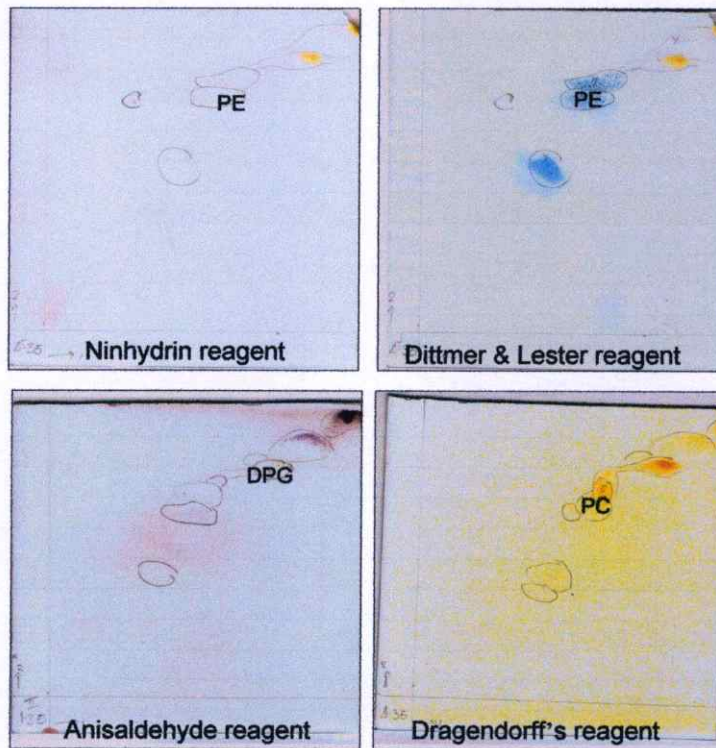 PE
Ninhydrin reagent
PE
Dittmer & Lester reagent
DPG
Anisaldehyde reagent
PC
Dragendorff's reagent